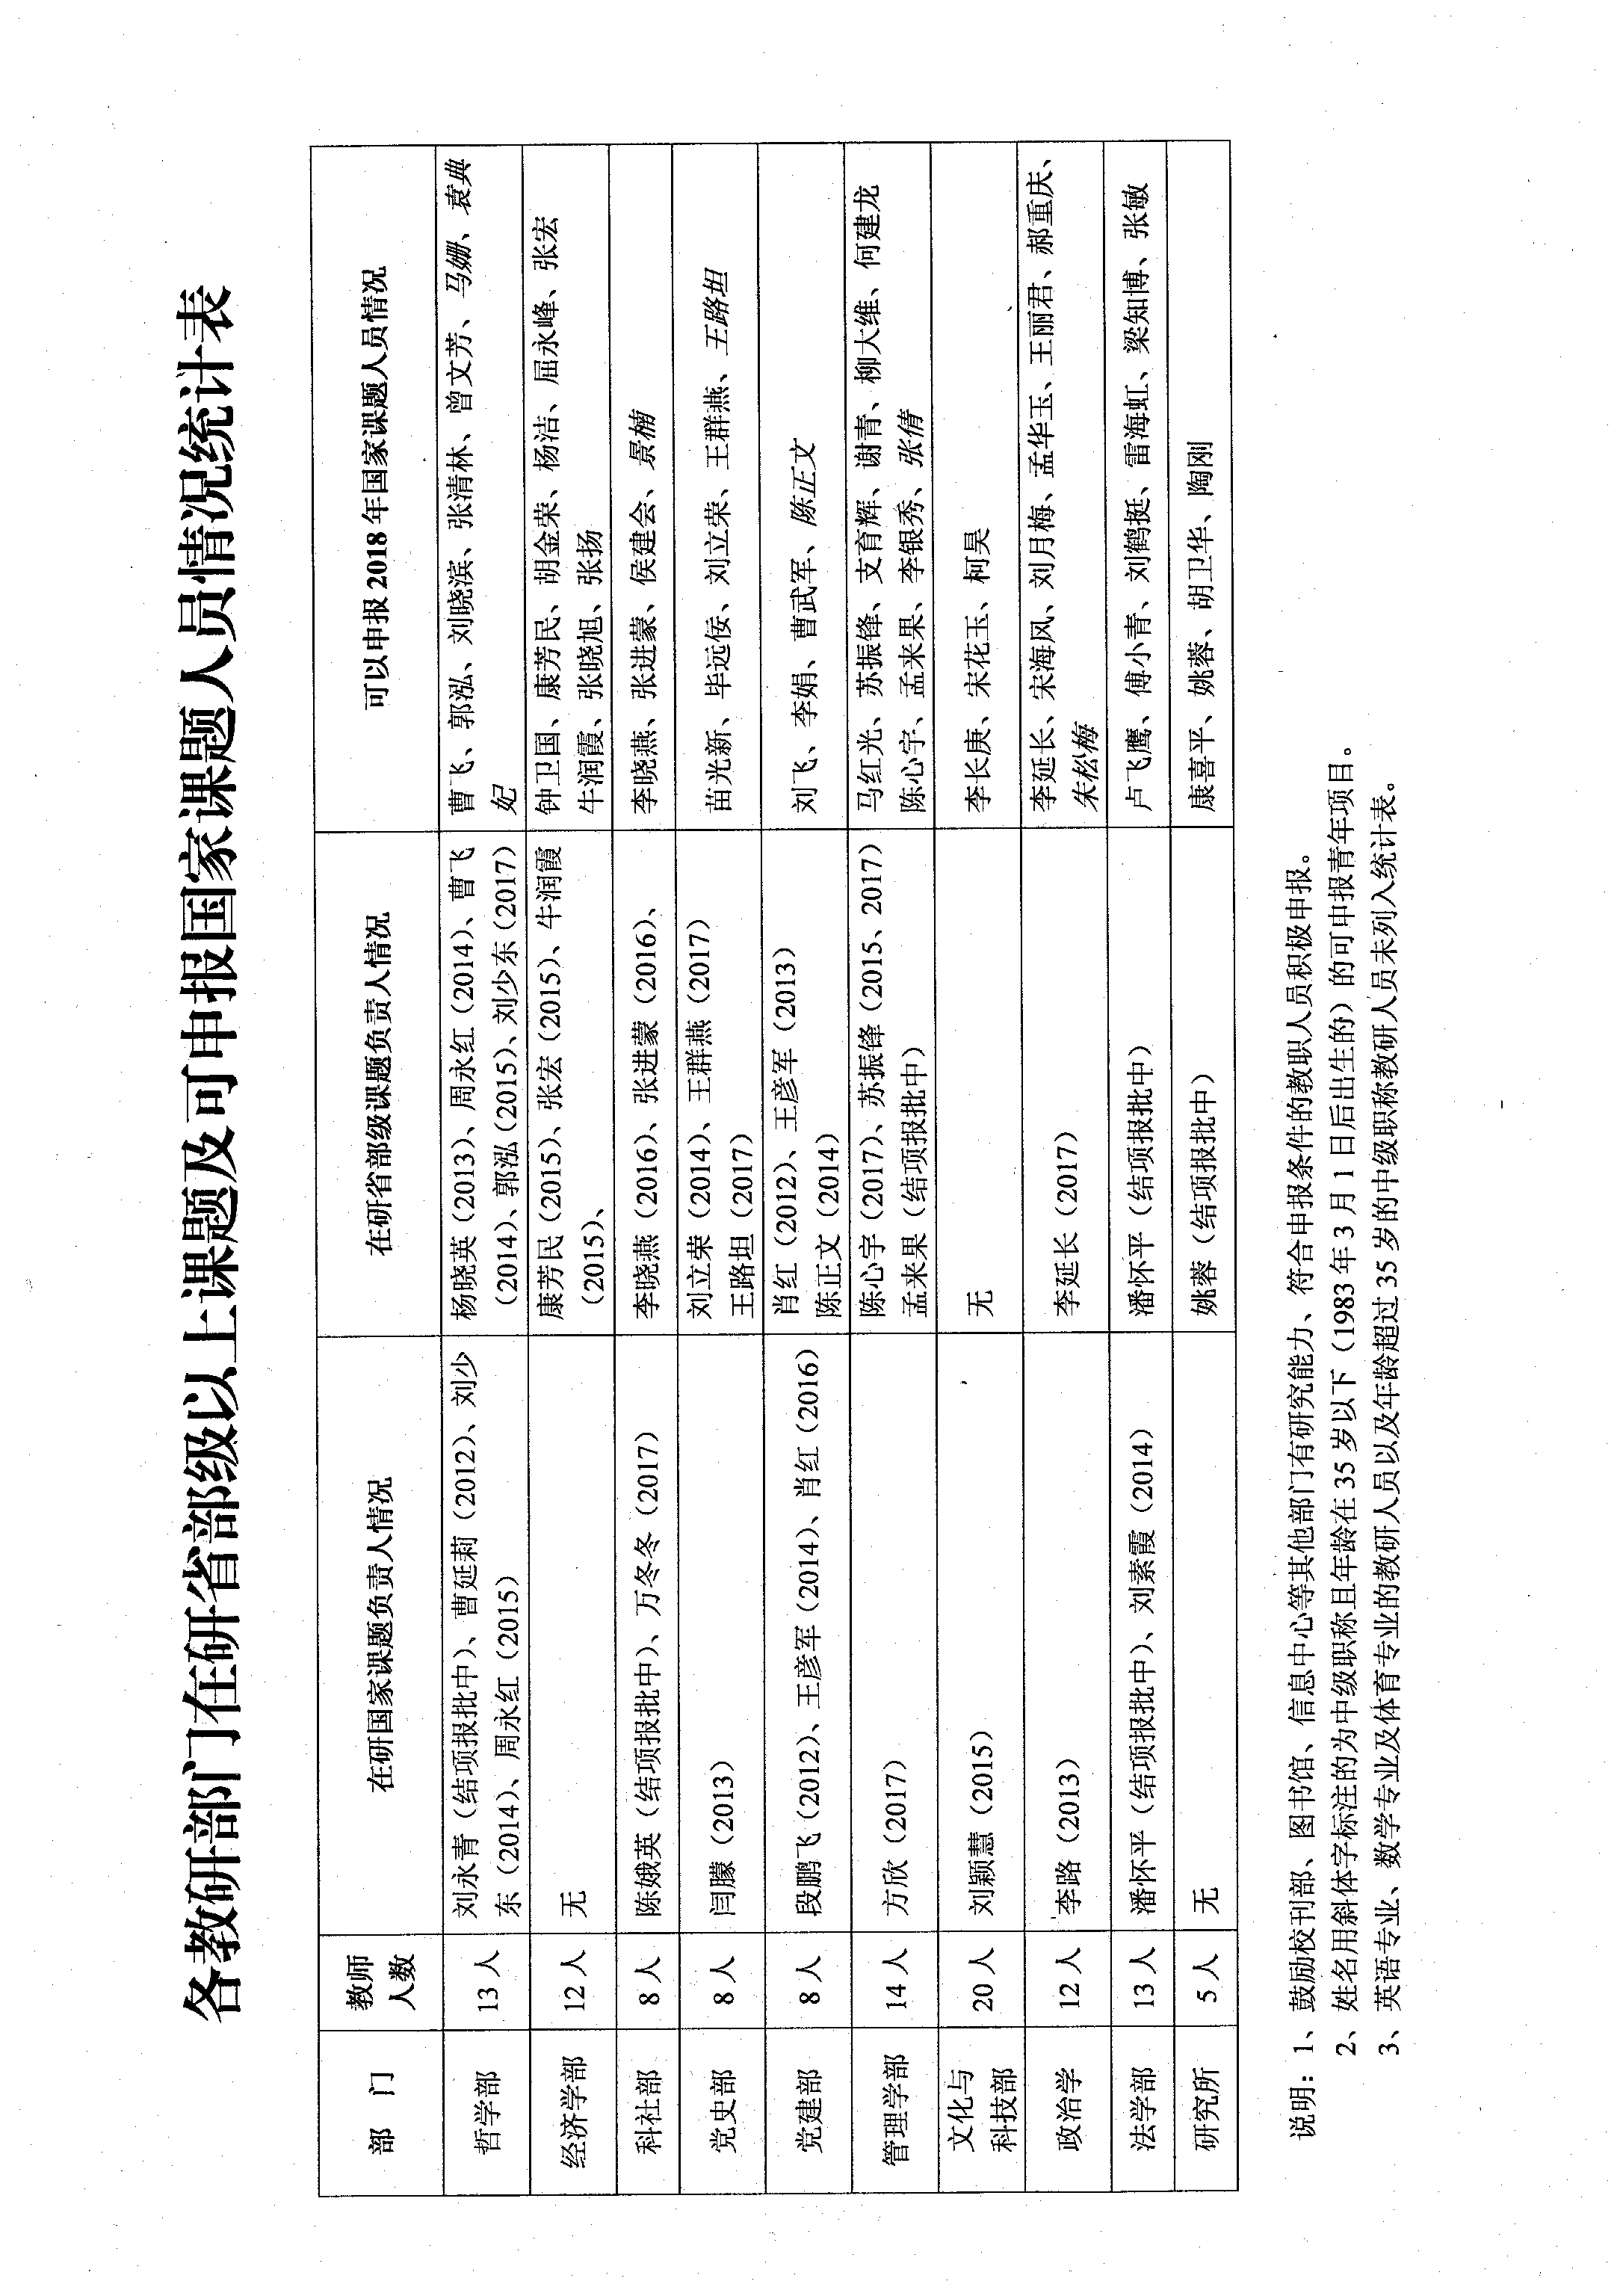 各教研部门在研省部级以上课题及可申报国家课题人员情况统计表
部 门 教师人数 在研国家课题负责人情况 在研省部级课题负责人情况 可以申报2018年国家课题人员情况
哲学部 13人 刘永青（结项报批中）、曹延莉（2012）、刘少东（2014）、周永红（2015） 杨晓英（2013）、周永红（2014）、曹飞（2014）、郭泓（2015）、刘少东（2017） 曹飞、郭泓、刘晓滨、张清林、曾文芳、马姗、袁典妃
经济学部 12人 无 康芳民（2015）、张宏（2015）、牛润霞（2015）、 钟卫国、康芳民、胡金荣、杨洁、屈永峰、张宏牛润霞、张晓旭、张扬
科社部 8人 陈娥英（结项报批中）、万冬冬（2017） 李晓燕（2016）、张进蒙（2016）、 李晓燕、张进蒙、侯建会、景楠
党史部 8人 闫朦（2013） 刘立荣（2014）、王群燕（2017）王路坦（2017） 苗光新、毕远佞、刘立荣、王群燕、王路坦
党建部 8人 段鹏飞（2012）、王彦军（2014）、肖红（2016） 肖红（2012）、王彦军（2013）陈正文（2014） 刘飞、李娟、曹武军、陈正文
管理学部 14人 方欣（2017） 陈心宇（2017）、苏振锋（2015、2017）孟来果（结项报批中） 马红光、苏振锋、支育辉、谢青、柳大维、何建龙陈心宇、孟来果、李银秀、张倩
文化与科技部 20人 刘颖慧（2015） 无 李长庚、宋花玉、柯昊
政治学 12人 李路（2013） 李延长（2017） 李延长、宋海风、刘月梅、孟华玉、王丽君、郝重庆、朱松梅
法学部 13人 潘怀平（结项报批中）、刘素霞（2014） 潘怀平（结项报批中） 卢飞鹰、傅小青、刘鹤挺、雷海虹、梁知博、张敏
研究所 5人 无 姚蓉（结项报批中） 康喜平、姚蓉、胡卫华、陶刚
说明：1、鼓励校刊部、图书馆、信息中心等其他部门有研究能力、符合申报条件的教职人员积极申报。
2、姓名用斜体字标注的为中级职称且年龄在35岁以下（1983年3月1日后出生的）的可申报青年项目。
3、英语专业、数学专业及体育专业的教研人员以及年龄超过35岁的中级职称教研人员未列入统计表。